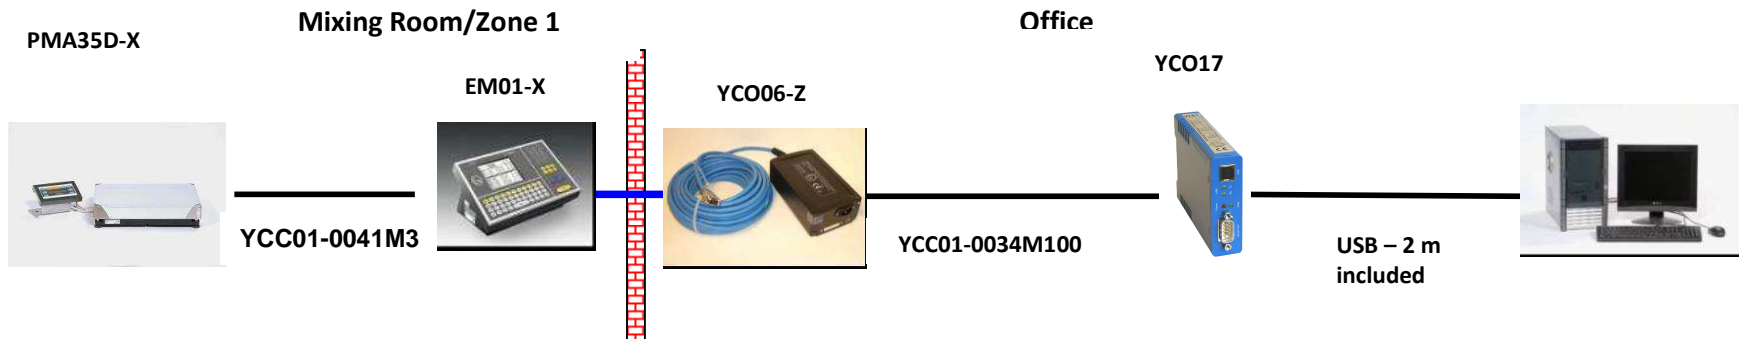 Mixing Room/Zone 1
Office
PMA35D-X
EM01-X
YCO06-Z
YCO17
YCC01-0041M3
YCC01-0034M100
USB – 2 m
included